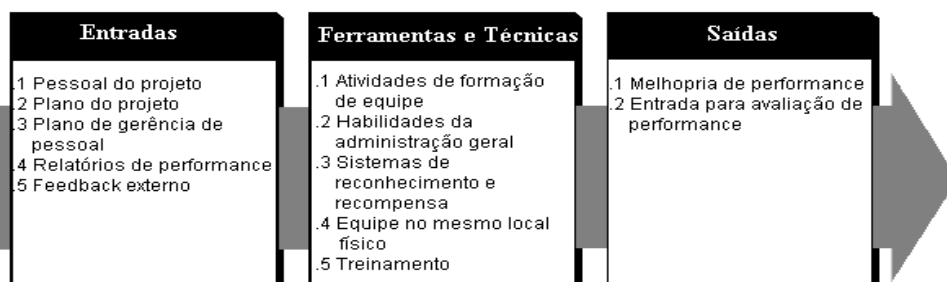 Entradas
.1 Pessoal do projeto
.2 Plano do projeto
.3 Plano de gerência de
pessoal
.4 Relatórios de performance
.5 Feedback externo
Ferramentas e Técnicas
.1 Atividades de formação
de equipe
.2 Habilidades da
administração geral
.3 Sistemas de
reconhecimento e
recompensa
.4 Equipe no mesmo local
físico
.5 Treinamento
Saídas
.1 Melhopria de performance
.2 Entrada para avaliação de
performance